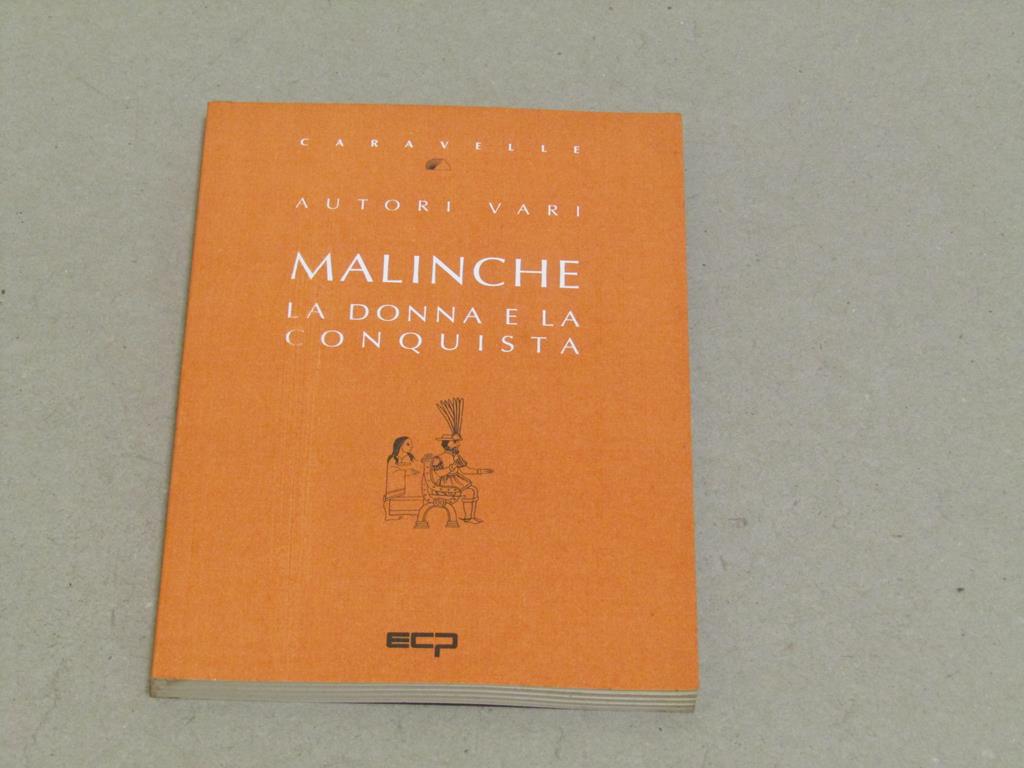 CARAVELLE
AUTORI VARI
MALINCHE
LA DONNA E LA
CONQUISTA
ECP